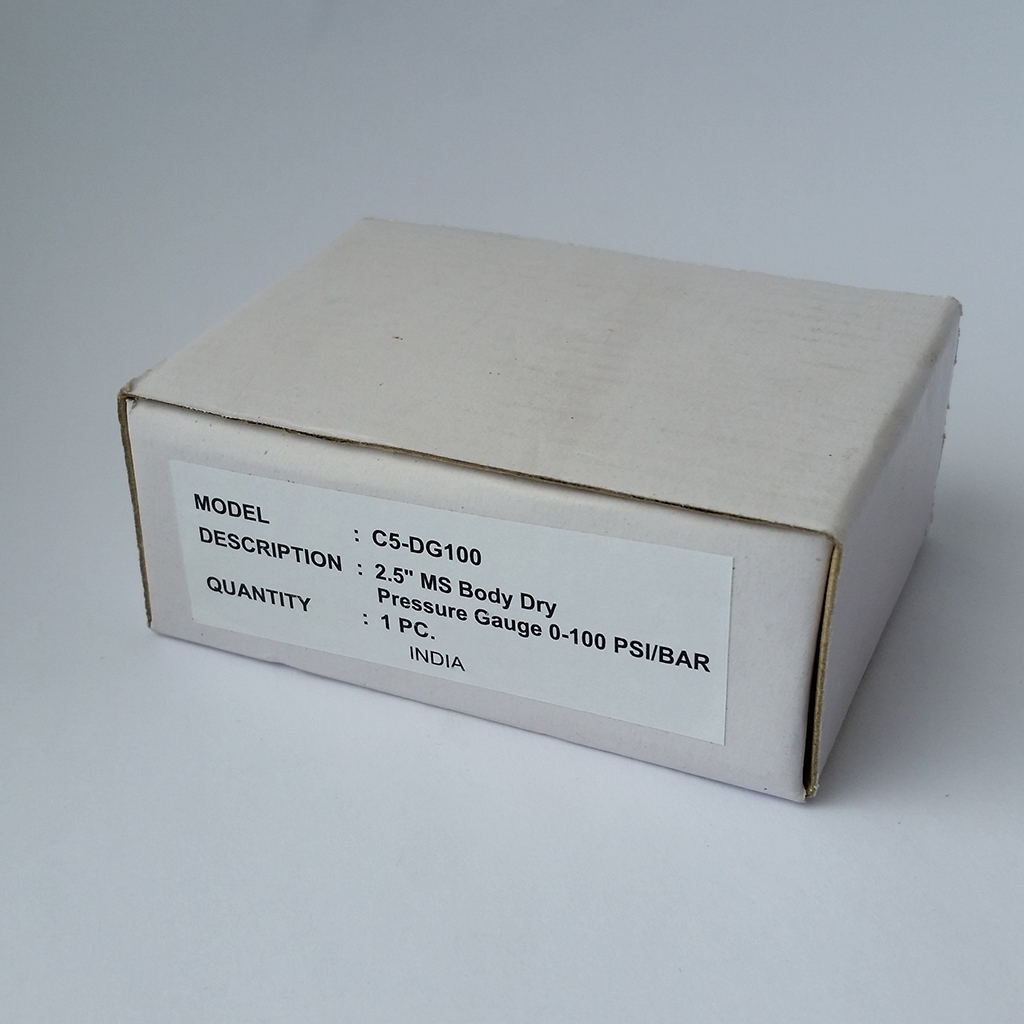 MODEL : C5-DG100
DESCRIPTION : 2.5" MS Body Dry
Pressure Gauge 0-100 PSI/BAR
QUANTITY : 1 PC.
INDIA